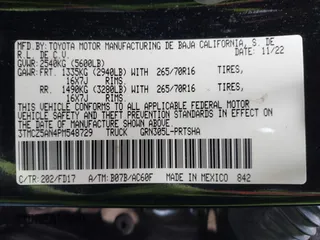 MFD.BY:TOYOTA MOTOR MANUFACTURING DE BAJA CALIFORNIA, S. DE
R.L. DE C.V. 11/22
GVWR:2540KG (5600LB)
GAWR:FRT. 1335KG (2940LB) WITH 265/70R16 TIRES,
16X7J RIMS,
RR. 1490KG (3280LB) WITH 265/70R16 TIRES,
16X7J RIMS,
THIS VEHICLE CONFORMS TO ALL APPLICABLE FEDERAL MOTOR
VEHICLE SAFETY AND THEFT PREVENTION STANDARDS IN EFFECT ON
THE DATE OF MANUFACTURE SHOWN ABOVE.
3TMCZ5AN4PM548729 TRUCK GRN305L-PRTSHA
C/TR:202/FD17 A/TM:B07B/AC60F MADE IN MEXICO 842